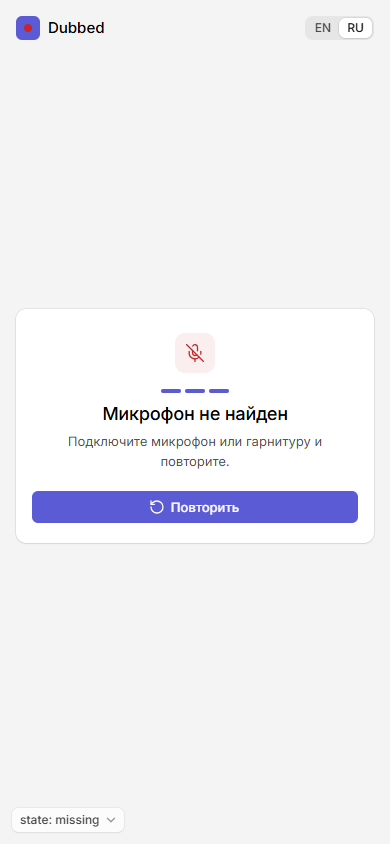 Dubbed
EN RU
Микрофон не найден
Подключите микрофон или гарнитуру и
повторите.
Повторить
state: missing